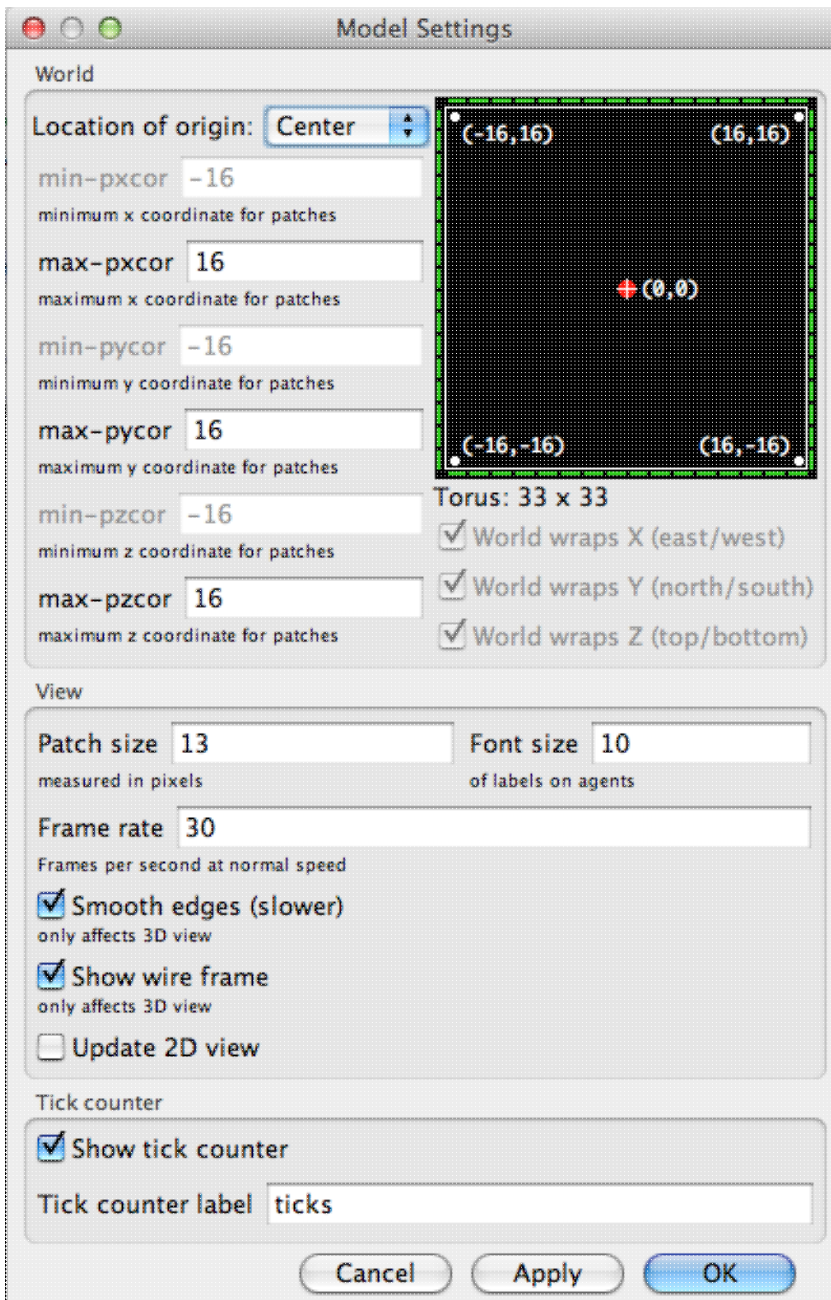 Model Settings
World
Location of origin: Center
min-pxcor -16
minimum x coordinate for patches
max-pxcor 16
maximum x coordinate for patches
min-pycor -16
minimum y coordinate for patches
max-pycor 16
maximum y coordinate for patches
min-pzcor -16
minimum z coordinate for patches
max-pzcor 16
maximum z coordinate for patches
(-16,16) (16,16)
(0,0)
(-16,-16) (16,-16)
Torus: 33 x 33
World wraps X (east/west)
World wraps Y (north/south)
World wraps Z (top/bottom)
View
Patch size 13
measured in pixels
Font size 10
of labels on agents
Frame rate 30
Frames per second at normal speed
Smooth edges (slower)
only affects 3D view
Show wire frame
only affects 3D view
Update 2D view
Tick counter
Show tick counter
Tick counter label ticks
Cancel Apply OK